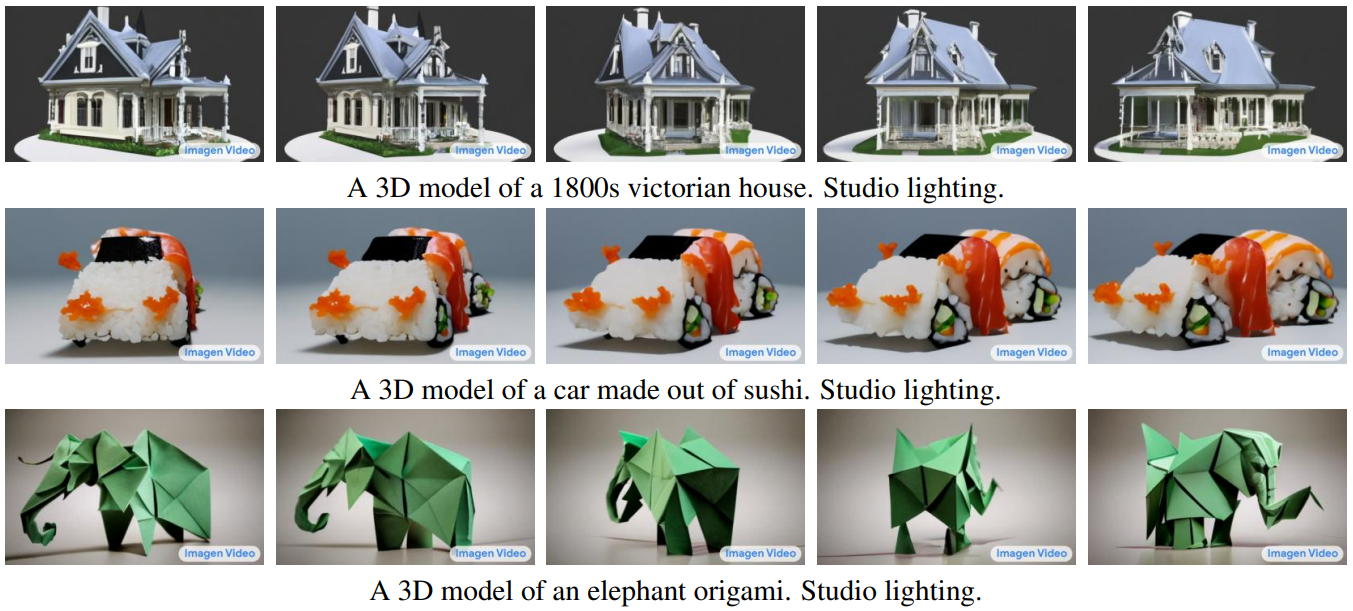 Imagen Video Imagen Video Imagen Video Imagen Video Imagen Video
A 3D model of a 1800s victorian house. Studio lighting.
Imagen Video Imagen Video Imagen Video Imagen Video Imagen Video
A 3D model of a car made out of sushi. Studio lighting.
Imagen Video Imagen Video Imagen Video Imagen Video Imagen Video
A 3D model of an elephant origami. Studio lighting.